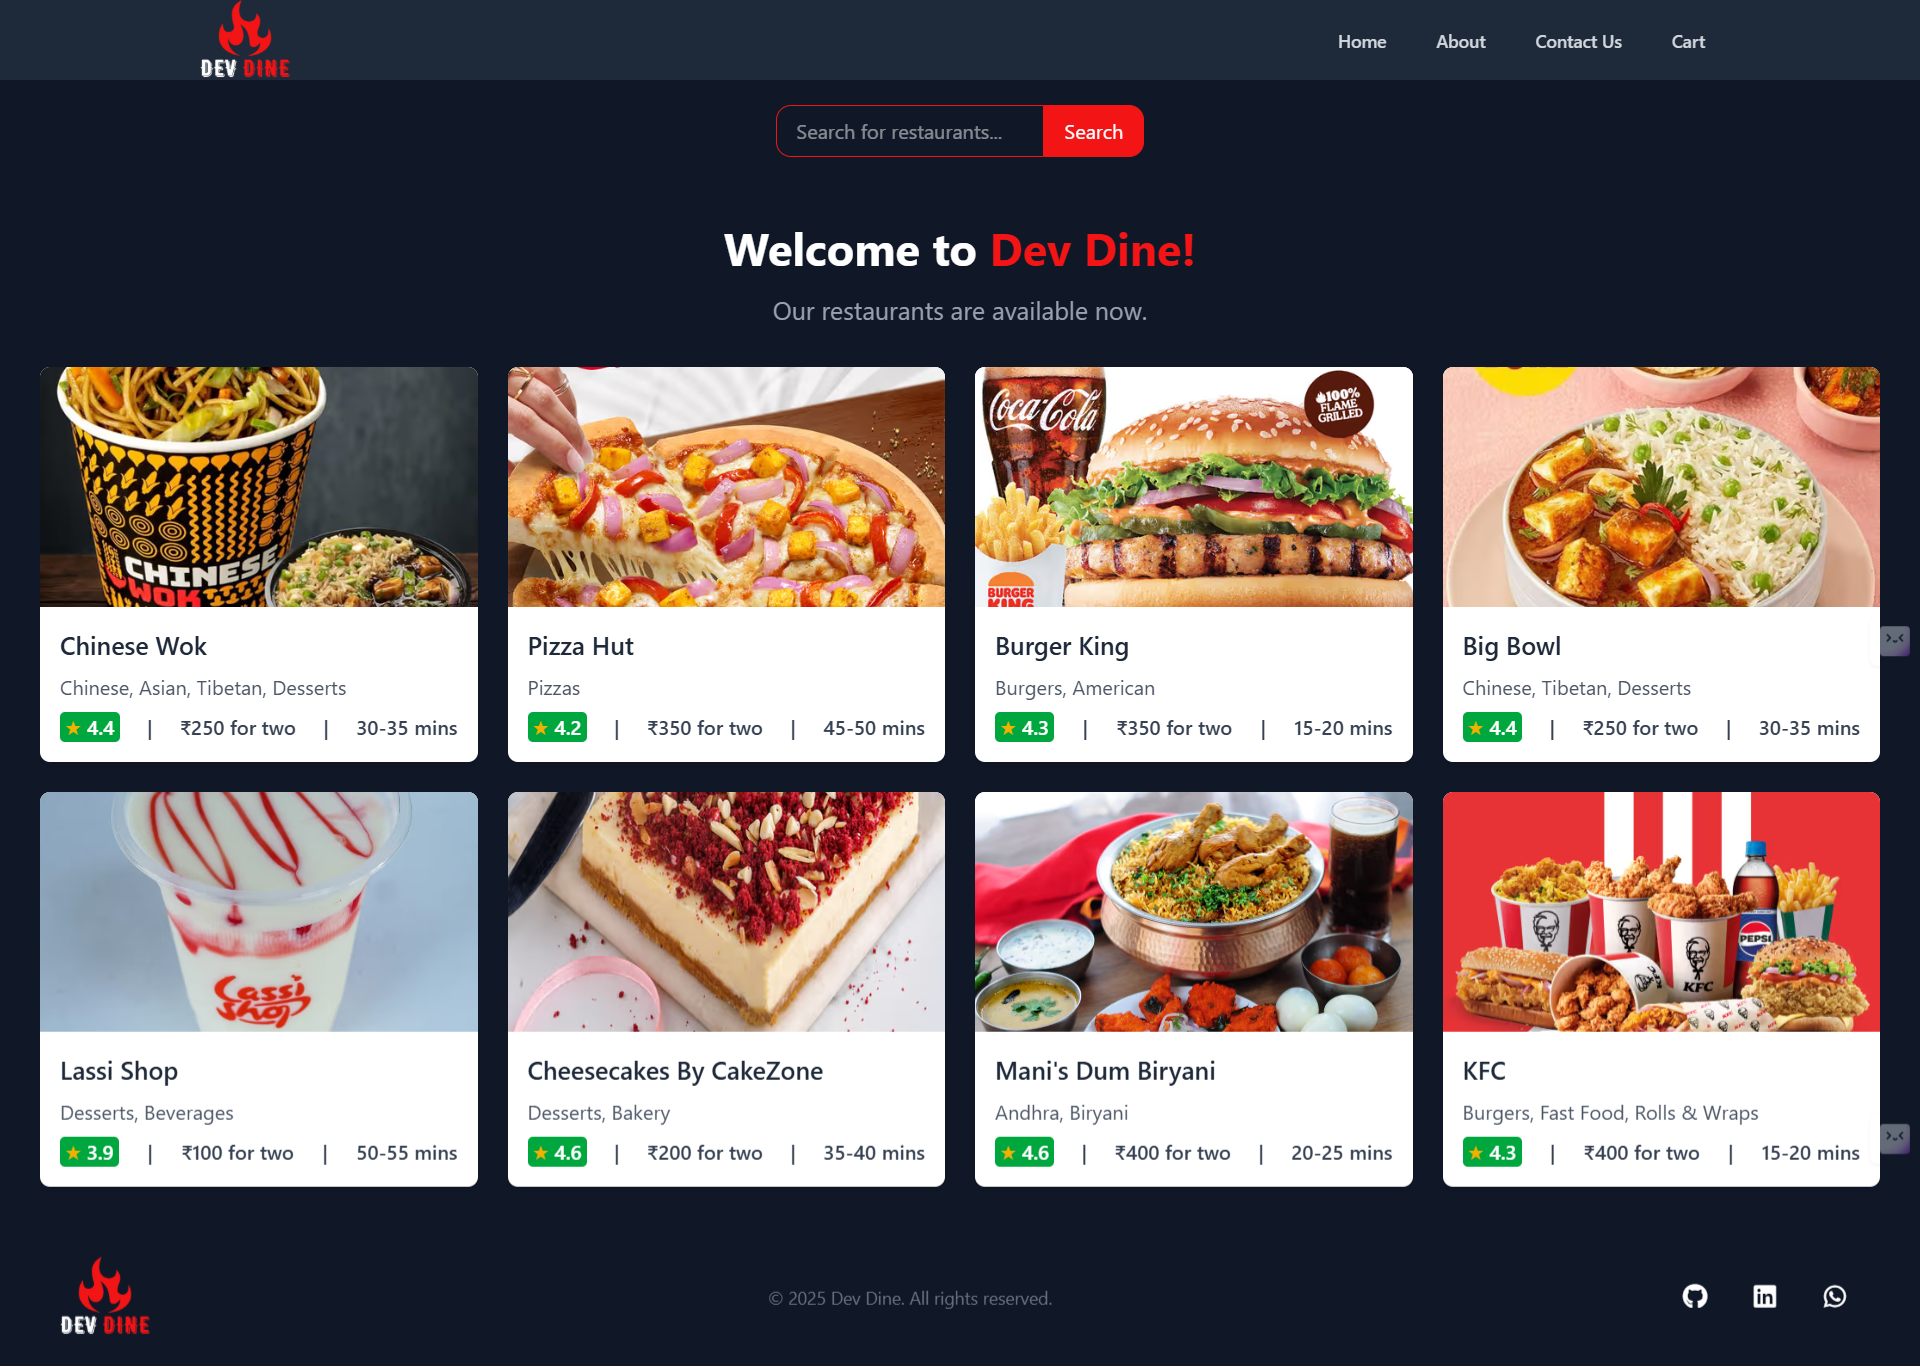 DEV DINE
Home About Contact Us Cart
Search for restaurants... Search
Welcome to Dev Dine!
Our restaurants are available now.
CHINESE
WOK
Coca-Cola
100%
FLAME
GRILLED
BURGER
KING
Chinese Wok
Chinese, Asian, Tibetan, Desserts
★ 4.4 | ₹250 for two | 30-35 mins
Pizza Hut
Pizzas
★ 4.2 | ₹350 for two | 45-50 mins
Burger King
Burgers, American
★ 4.3 | ₹350 for two | 15-20 mins
Big Bowl
Chinese, Tibetan, Desserts
★ 4.4 | ₹250 for two | 30-35 mins
Lassi
Shop
PEPSI
KFC
Lassi Shop
Desserts, Beverages
★ 3.9 | ₹100 for two | 50-55 mins
Cheesecakes By CakeZone
Desserts, Bakery
★ 4.6 | ₹200 for two | 35-40 mins
Mani's Dum Biryani
Andhra, Biryani
★ 4.6 | ₹400 for two | 20-25 mins
KFC
Burgers, Fast Food, Rolls & Wraps
★ 4.3 | ₹400 for two | 15-20 mins
DEV DINE
© 2025 Dev Dine. All rights reserved.
in